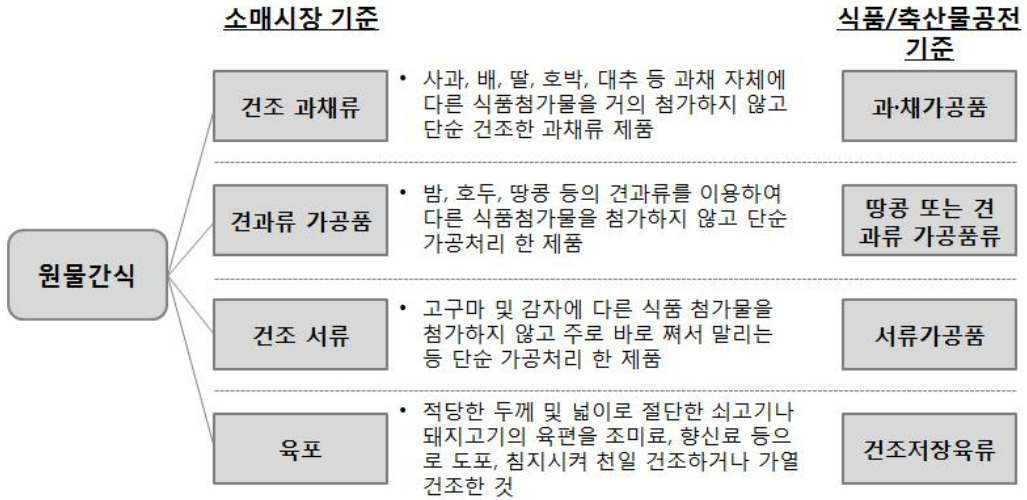 소매시장 기준
식품/축산물공전
기준
원물간식
건조 과채류
• 사과, 배, 딸, 호박, 대추 등 과채 자체에
다른 식품첨가물을 거의 첨가하지 않고
단순 건조한 과채류 제품
과·채가공품
견과류 가공품
• 밤, 호두, 땅콩 등의 견과류를 이용하여
다른 식품첨가물을 첨가하지 않고 단순
가공처리 한 제품
땅콩 또는 견
과류 가공품류
건조 서류
• 고구마 및 감자에 다른 식품 첨가물을
첨가하지 않고 주로 바로 쪄서 말리는
등 단순 가공처리 한 제품
서류가공품
육포
• 적당한 두께 및 넓이로 절단한 쇠고기나
돼지고기의 육편을 조미료, 향신료 등으
로 도포, 침지시켜 천일 건조하거나 가열
건조한 것
건조저장육류